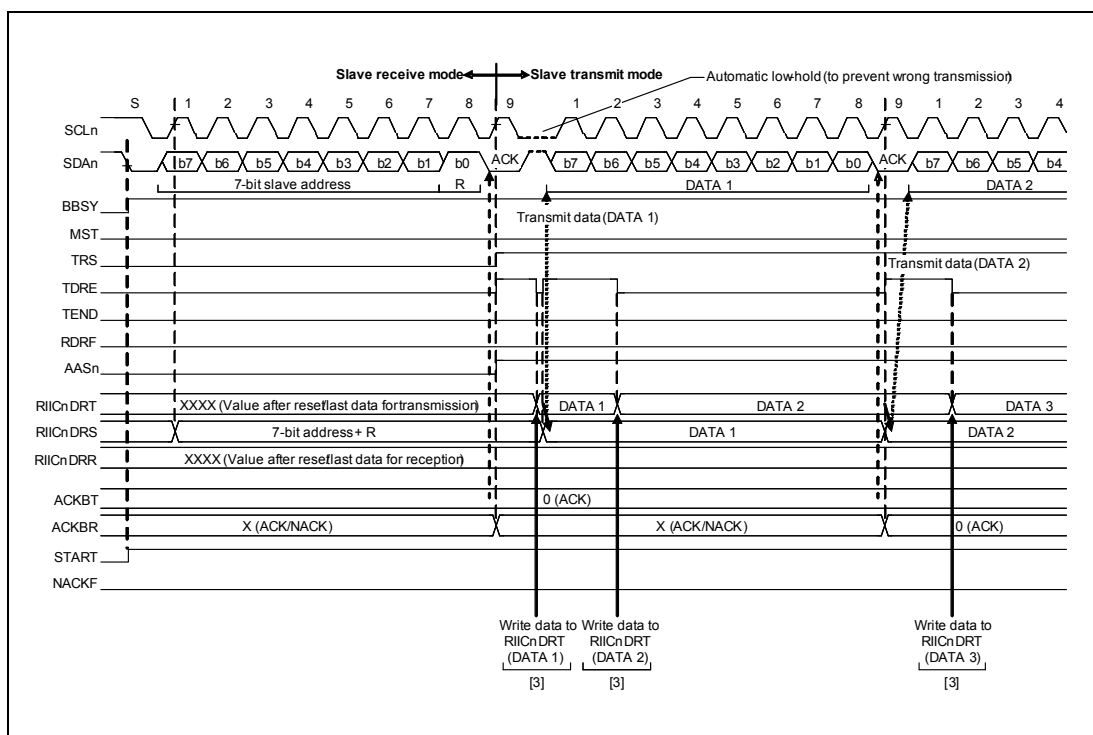 Slave receive mode Slave transmit mode
Automatic low hold (to prevent wrong transmission)
S 1 2 3 4 5 6 7 8 9 1 2 3 4 5 6 7 8 9 1 2 3 4
SCLn
SDAn b7 b6 b5 b4 b3 b2 b1 b0 ACK b7 b6 b5 b4 b3 b2 b1 b0 ACK b7 b6 b5 b4
7-bit slave address R DATA 1 DATA 2
BBSY
Transmit data (DATA 1)
MST
TRS
Transmit data (DATA 2)
TDRE
TEND
RDRF
AASn
RIICnDRT XXXX (Value after reset/last data for transmission) DATA 1 DATA 2 DATA 3
RIICnDRS 7-bit address + R DATA 1 DATA 2
RIICnDRR XXXX (Value after reset/last data for reception)
ACKBT 0 (ACK)
ACKBR X (ACK/NACK) X (ACK/NACK) 0 (ACK)
START
NACKF
Write data to Write data to Write data to
RIICnDRT RIICnDRT RIICnDRT
(DATA 1) (DATA 2) (DATA 3)
[3] [3] [3]